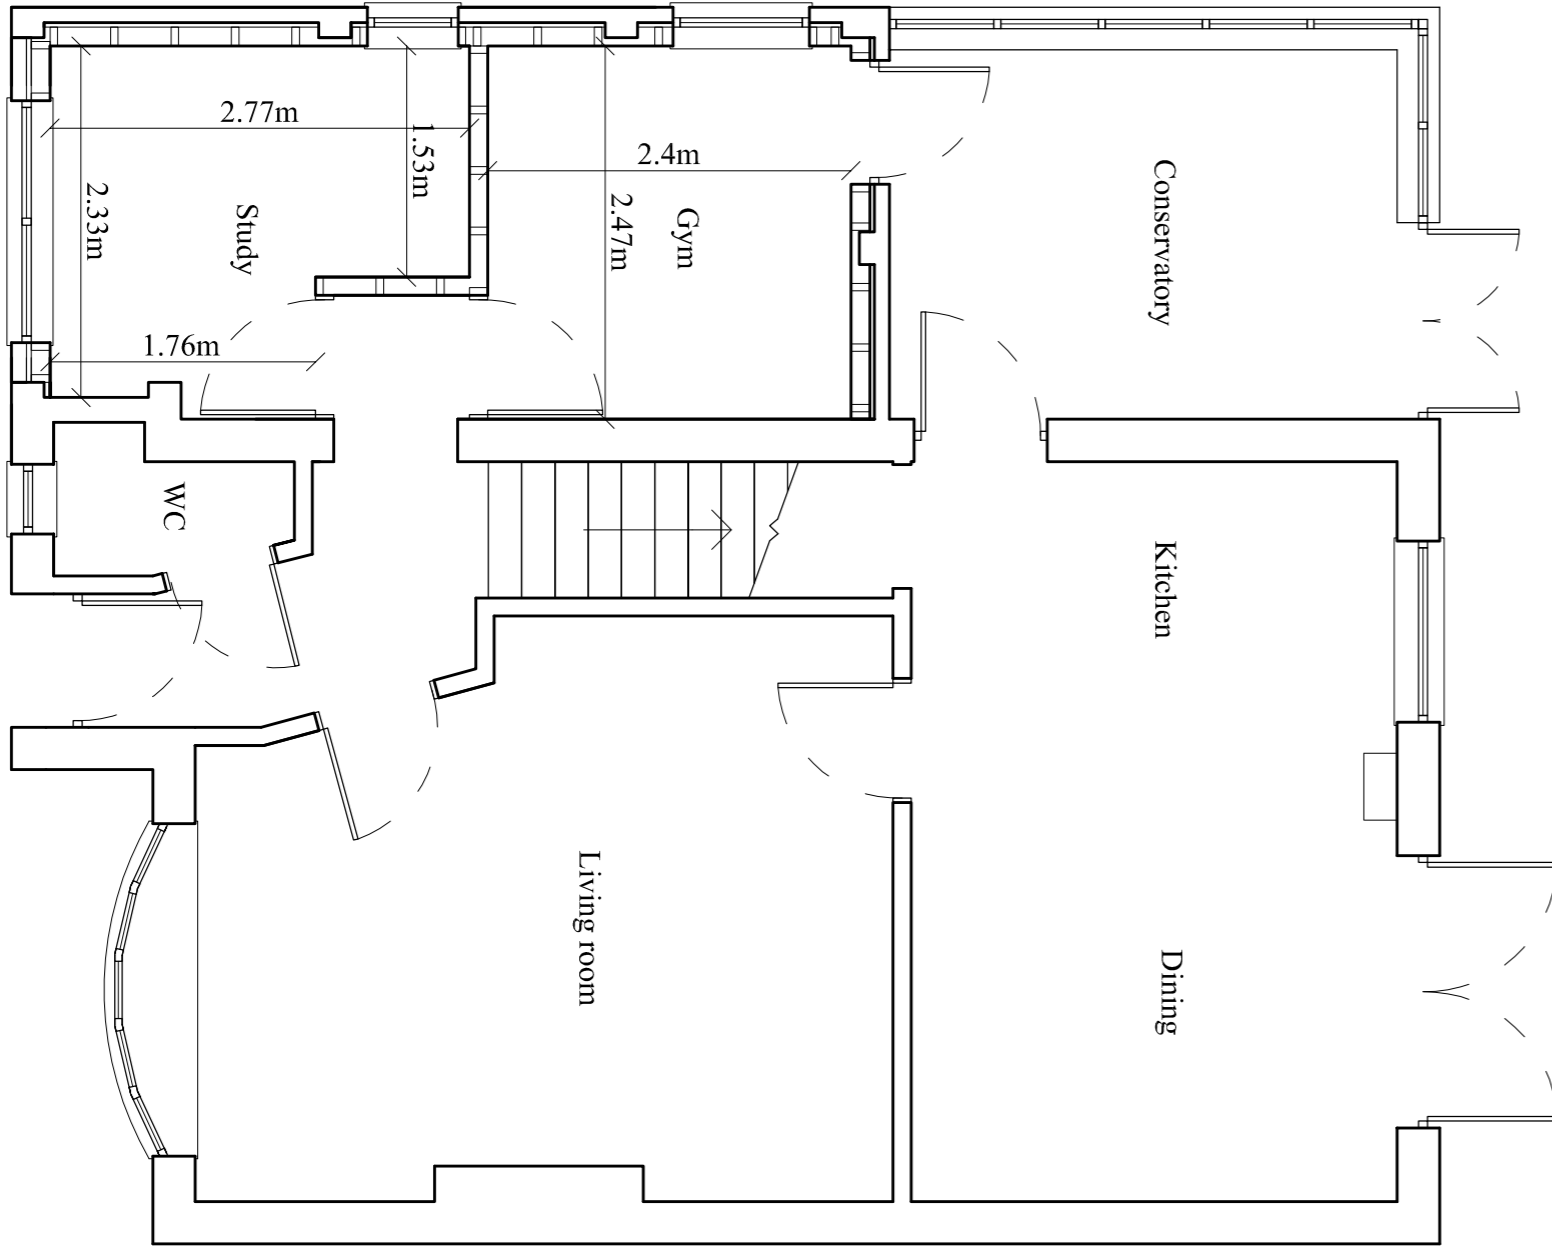 2.77m
1.53m
2.4m
2.33m
Study
2.47m
Gym
Conservatory
1.76m
WC
Kitchen
Living room
Dining